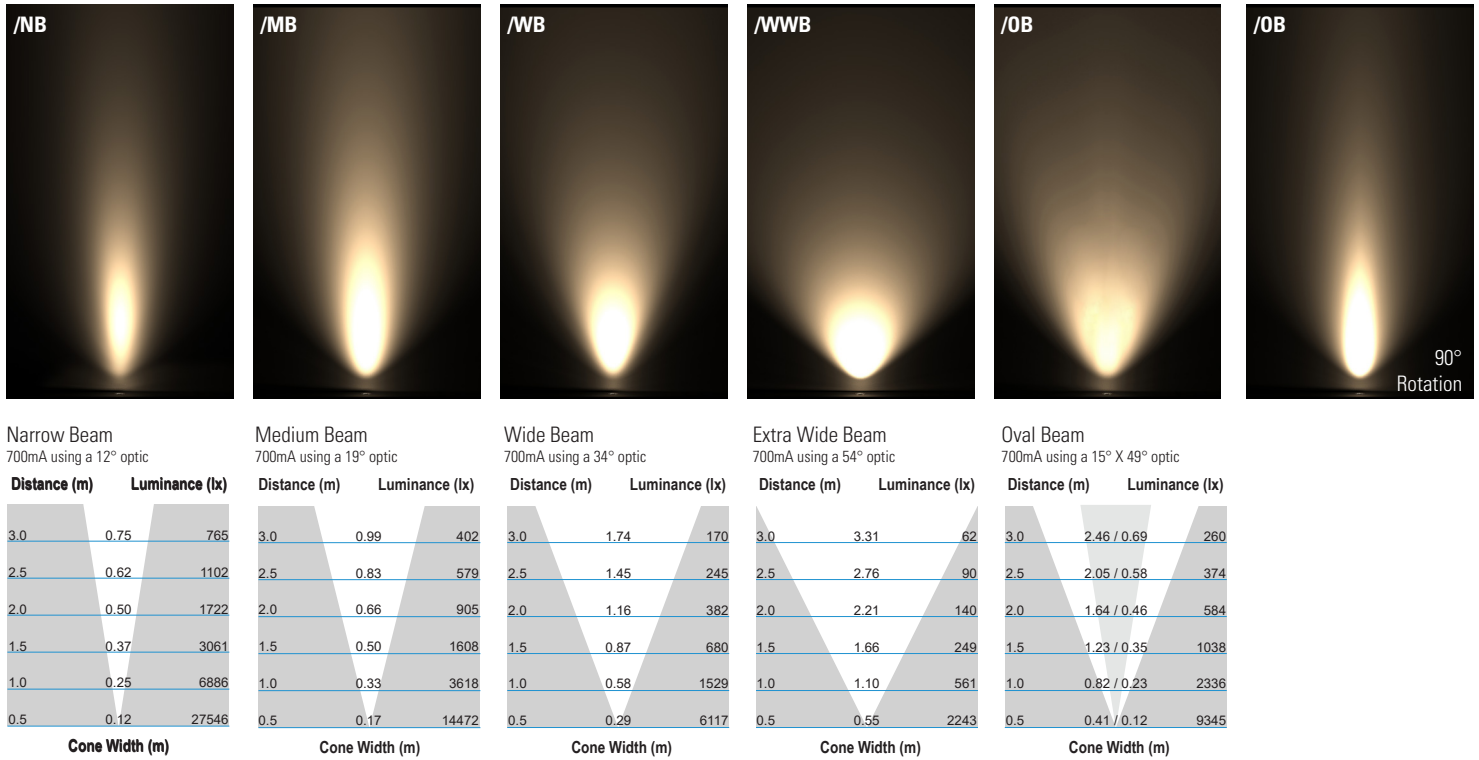 /NB
/MB
/WB
/WWB
/OB
/OB
90°
Rotation
Narrow Beam
700mA using a 12° optic
Distance (m) Luminance (lx)
3.0 0.75 765
2.5 0.62 1102
2.0 0.50 1722
1.5 0.37 3061
1.0 0.25 6886
0.5 0.12 27546
Cone Width (m)
Medium Beam
700mA using a 19° optic
Distance (m) Luminance (lx)
3.0 0.99 402
2.5 0.83 579
2.0 0.66 905
1.5 0.50 1608
1.0 0.33 3618
0.5 0.17 14472
Cone Width (m)
Wide Beam
700mA using a 34° optic
Distance (m) Luminance (lx)
3.0 1.74 170
2.5 1.45 245
2.0 1.16 382
1.5 0.87 680
1.0 0.58 1529
0.5 0.29 6117
Cone Width (m)
Extra Wide Beam
700mA using a 54° optic
Distance (m) Luminance (lx)
3.0 3.31 62
2.5 2.76 90
2.0 2.21 140
1.5 1.66 249
1.0 1.10 561
0.5 0.55 2243
Cone Width (m)
Oval Beam
700mA using a 15° X 49° optic
Distance (m) Luminance (lx)
3.0 2.46 / 0.69 260
2.5 2.05 / 0.58 374
2.0 1.64 / 0.46 584
1.5 1.23 / 0.35 1038
1.0 0.82 / 0.23 2336
0.5 0.41 / 0.12 9345
Cone Width (m)